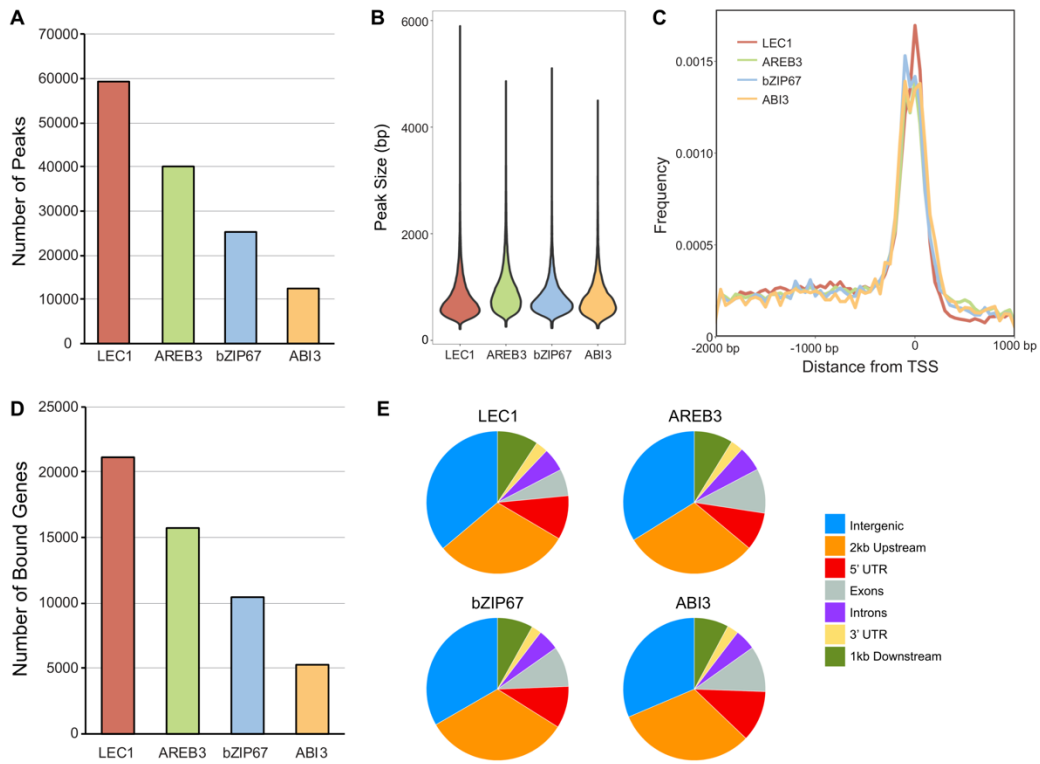 A
Number of Peaks
70000
60000
50000
40000
30000
20000
10000
0
LEC1 AREB3 bZIP67 ABI3
B
Peak Size (bp)
6000
4000
2000
0
LEC1 AREB3 bZIP67 ABI3
C
Frequency
0.0015
0.0010
0.0005
0
LEC1
AREB3
bZIP67
ABI3
-2000 bp -1000 bp 0 1000 bp
Distance from TSS
D
Number of Bound Genes
25000
20000
15000
10000
5000
0
LEC1 AREB3 bZIP67 ABI3
E
LEC1 AREB3
bZIP67 ABI3
Intergenic
2kb Upstream
5' UTR
Exons
Introns
3' UTR
1kb Downstream